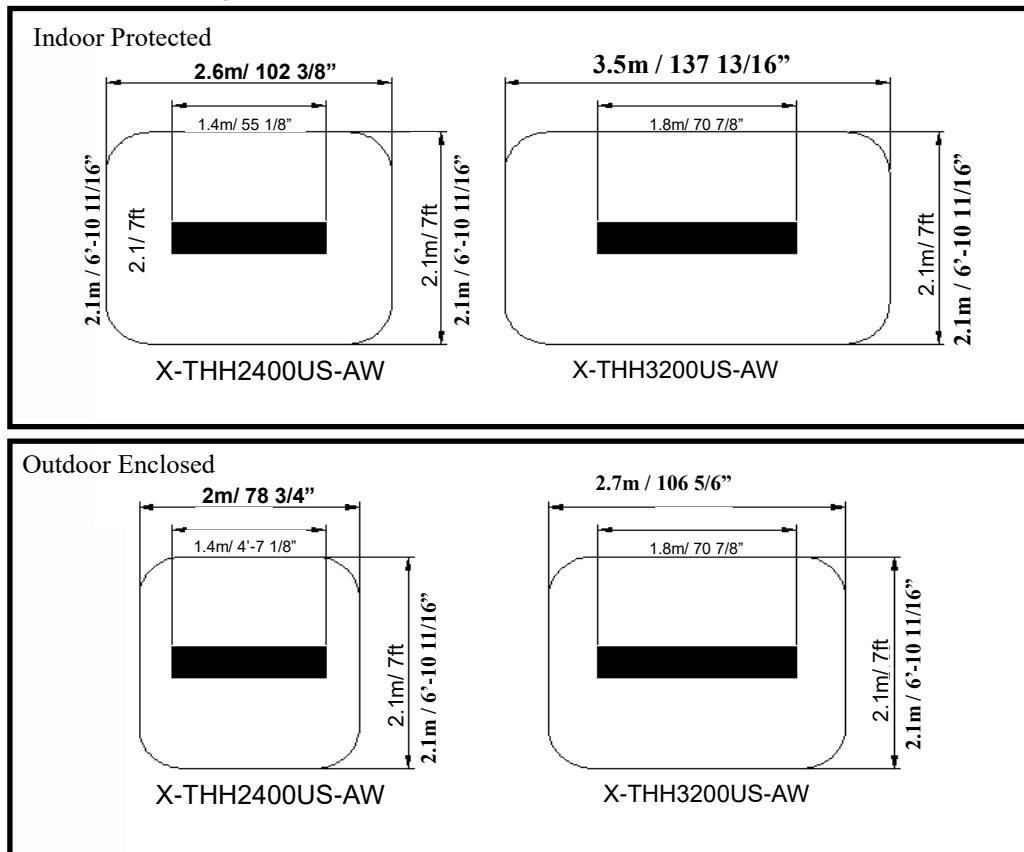 Indoor Protected
2.6m/ 102 3/8”
3.5m / 137 13/16”
1.4m/ 55 1/8”
1.8m/ 70 7/8”
2.1m / 6’-10 11/16”
2.1/ 7ft
2.1m/ 7ft
2.1m / 6’-10 11/16”
2.1m/ 7ft
2.1m / 6’-10 11/16”
X-THH2400US-AW
X-THH3200US-AW
Outdoor Enclosed
2m/ 78 3/4”
2.7m / 106 5/6”
1.4m/ 4’-7 1/8”
1.8m/ 70 7/8”
2.1m/ 7ft
2.1m / 6’-10 11/16”
2.1m/ 7ft
2.1m / 6’-10 11/16”
X-THH2400US-AW
X-THH3200US-AW